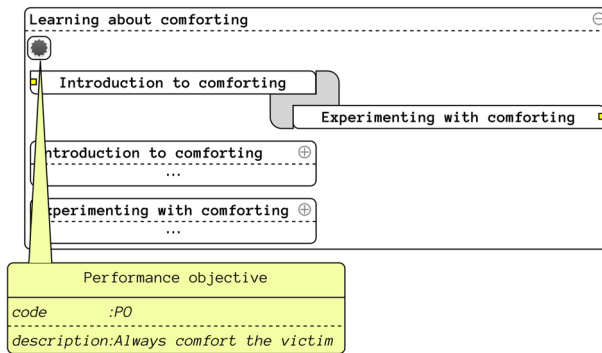 Learning about comforting
Introduction to comforting
Experimenting with comforting
ntroduction to comforting
...
xperimenting with comforting
...
Performance objective
code :PO
description:Always comfort the victim